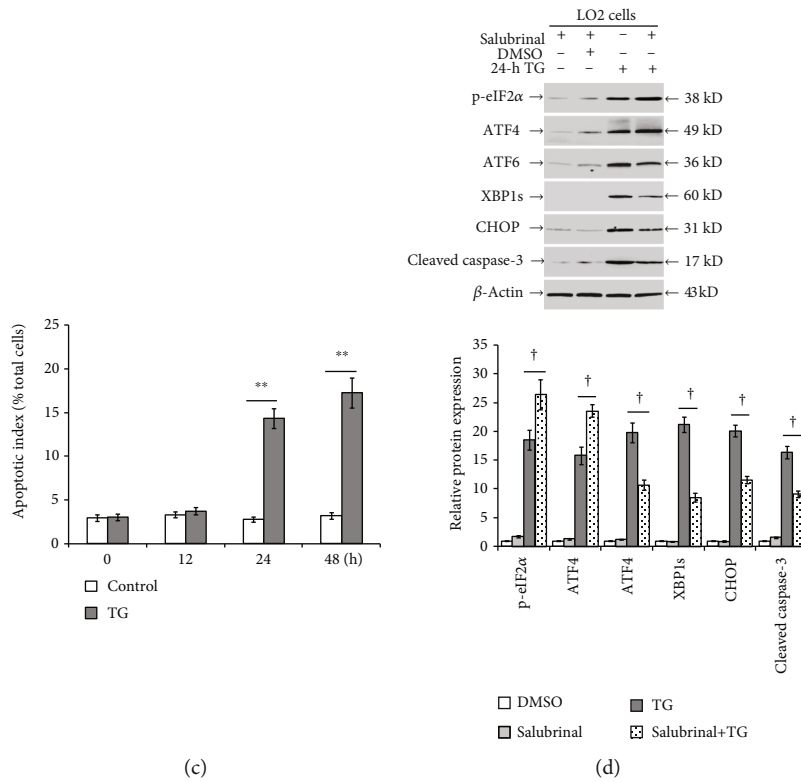 LO2 cells
Salubrinal + + – +
DMSO – + – –
24-h TG – – + +
p-eIF2α → ← 38 kD
ATF4 → ← 49 kD
ATF6 → ← 36 kD
XBP1s → ← 60 kD
CHOP → ← 31 kD
Cleaved caspase-3 → ← 17 kD
β-Actin → ← 43kD
Apoptotic index (% total cells)
25
20
15
10
5
0
** **
0 12 24 48 (h)
Control
TG
(c)
Relative protein expression
35
30
25
20
15
10
5
0
† † † † † †
p-eIF2α
ATF4
ATF4
XBP1s
CHOP
Cleaved caspase-3
DMSO
TG
Salubrinal
Salubrinal+TG
(d)